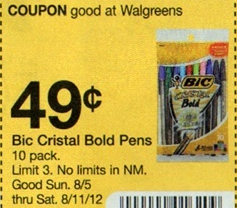 COUPON good at Walgreens
49¢
BIC
CRISTAL
Bold
Bic Cristal Bold Pens
10 pack.
Limit 3. No limits in NM.
Good Sun. 8/5
thru Sat. 8/11/12